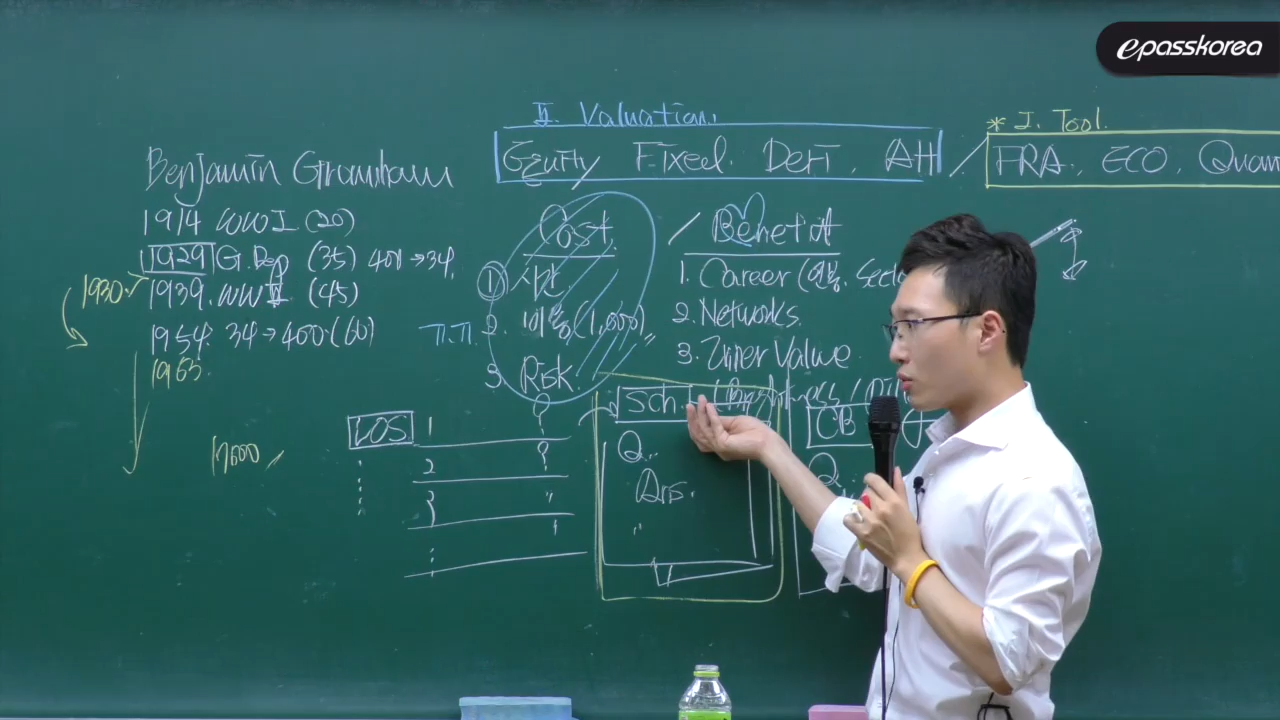 epasskorea
II. Valuation.
Equity Fixed. Deri. AH
* I. Tool.
FRA. ECO. Quan
Benjamin Graham
1914 WWI (20)
1929 G.Dep (35) 400→34.
1930.
1939. WWII (45)
1954. 34→400 (60)
1965.
17600
Cost
① 시간.
2. 비용 (1,000)
3. Risk.
Benefit
1. Career
2. Networks.
3. Inner Value
LOS 1
2
3
Sch.
Q..
Ans.
CB
Q.